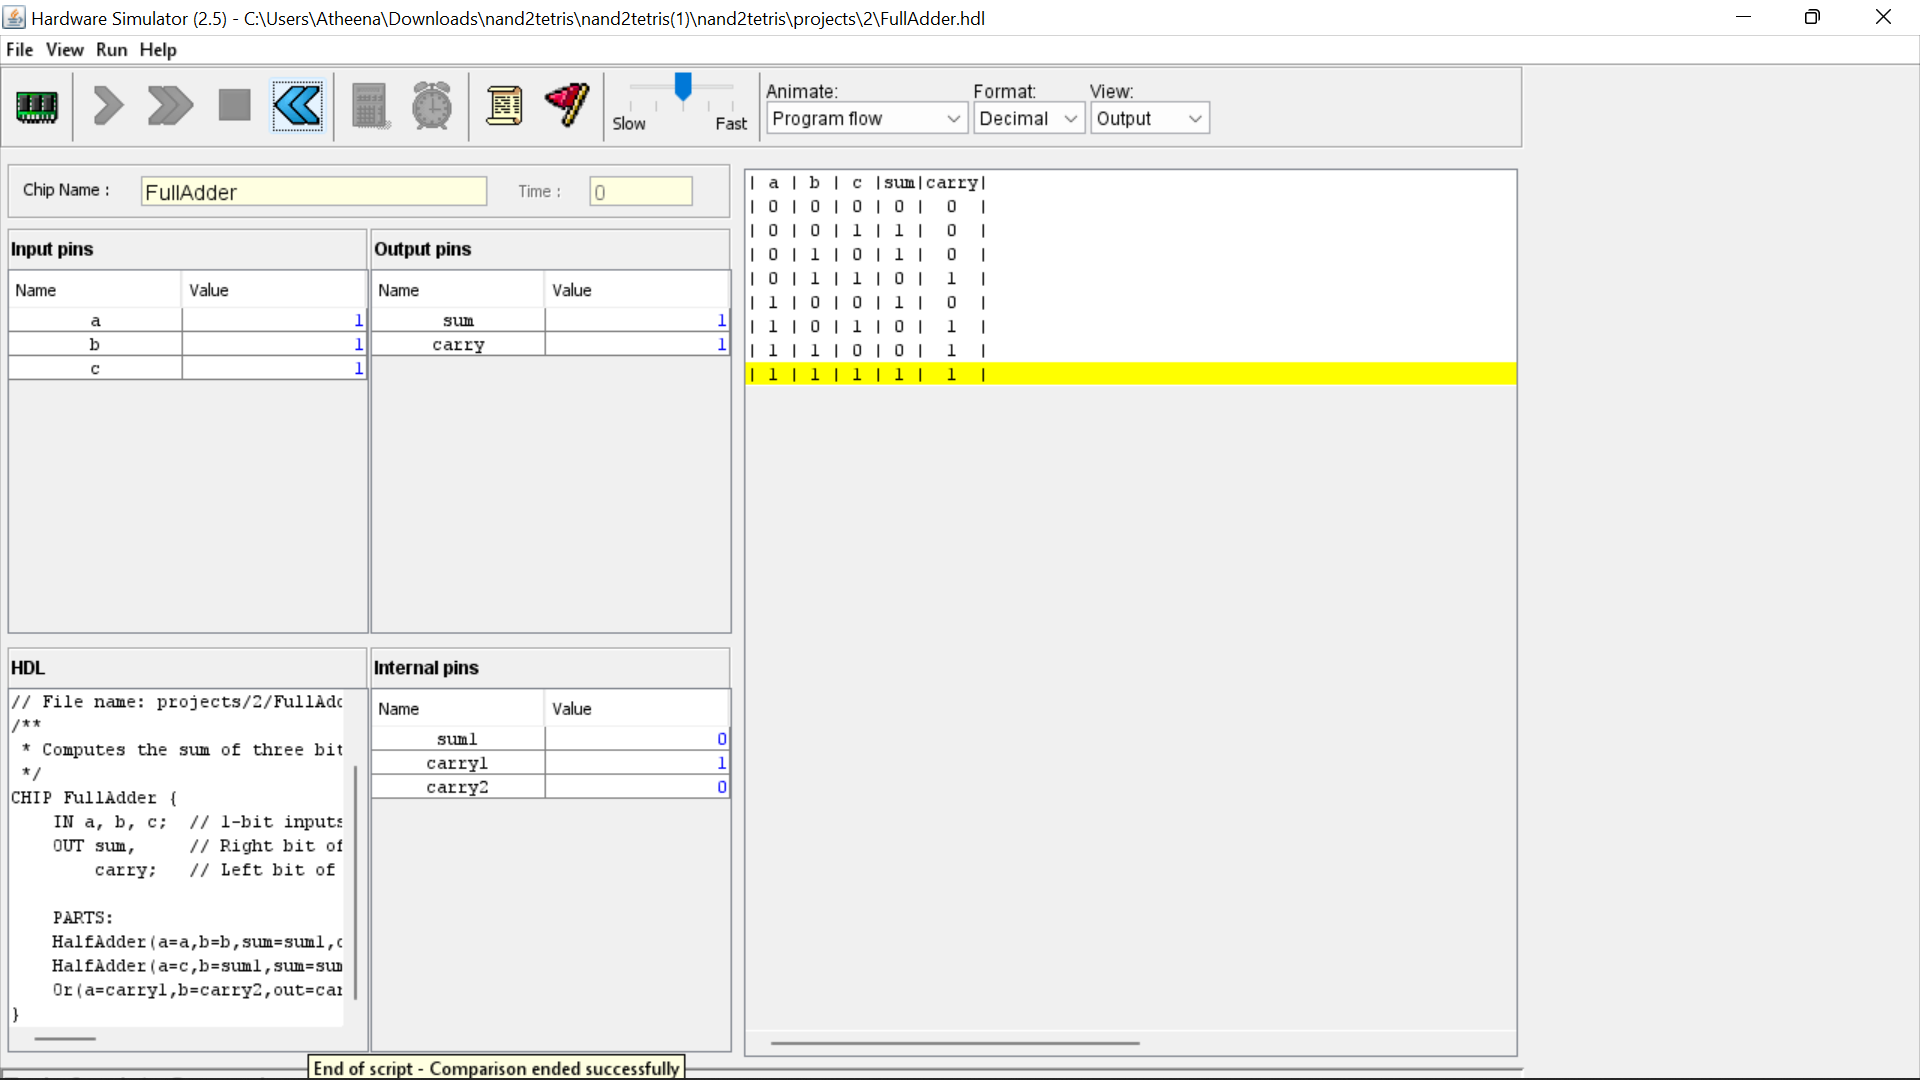 Hardware Simulator (2.5) - C:\Users\Atheena\Downloads\nand2tetris\nand2tetris(1)\nand2tetris\projects\2\FullAdder.hdl
File View Run Help
Slow Fast
Animate: Format: View:
Program flow Decimal Output
Chip Name : FullAdder Time : 0
Input pins
Name Value
a 1
b 1
c 1
Output pins
Name Value
sum 1
carry 1
HDL
// File name: projects/2/FullAdd
/**
* Computes the sum of three bit
*/
CHIP FullAdder {
IN a, b, c; // 1-bit inputs
OUT sum, // Right bit of
carry; // Left bit of
PARTS:
HalfAdder(a=a,b=b,sum=sum1,c
HalfAdder(a=c,b=sum1,sum=sum
Or(a=carry1,b=carry2,out=car
}
Internal pins
Name Value
sum1 0
carry1 1
carry2 0
| a | b | c |sum|carry|
| 0 | 0 | 0 | 0 | 0 |
| 0 | 0 | 1 | 1 | 0 |
| 0 | 1 | 0 | 1 | 0 |
| 0 | 1 | 1 | 0 | 1 |
| 1 | 0 | 0 | 1 | 0 |
| 1 | 0 | 1 | 0 | 1 |
| 1 | 1 | 0 | 0 | 1 |
| 1 | 1 | 1 | 1 | 1 |
End of script - Comparison ended successfully